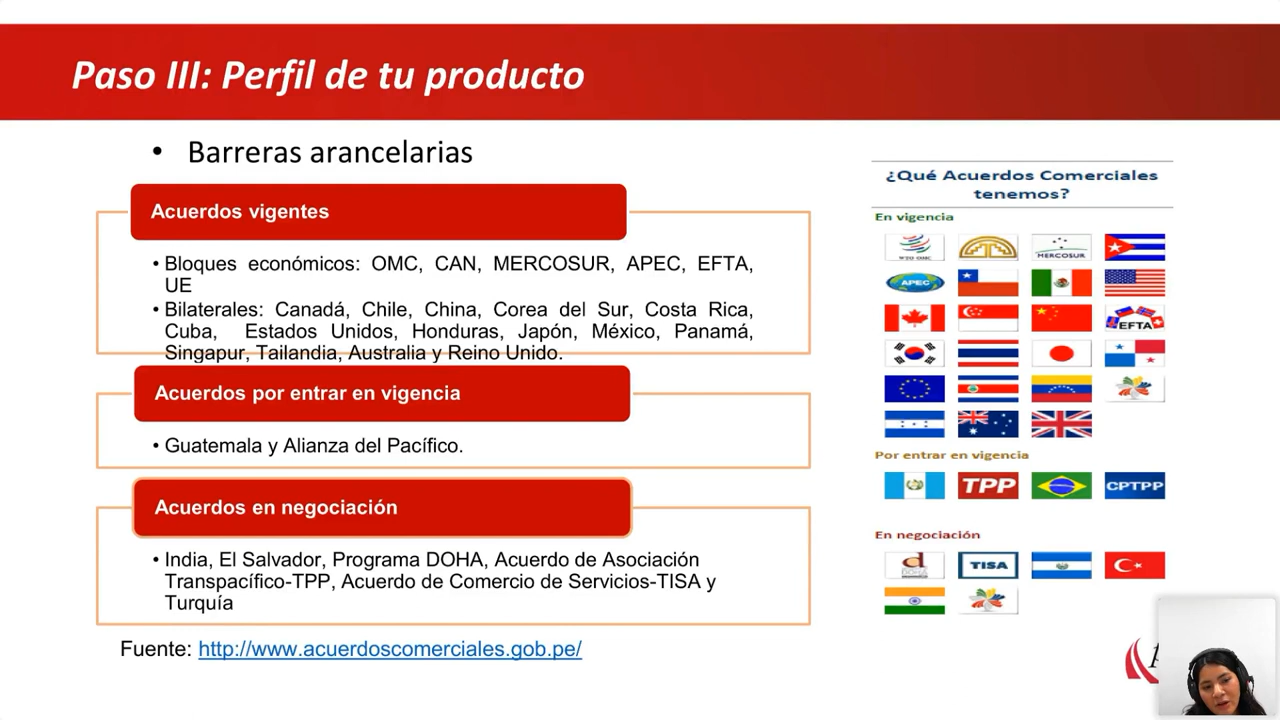 Paso III: Perfil de tu producto
• Barreras arancelarias
Acuerdos vigentes
• Bloques económicos: OMC, CAN, MERCOSUR, APEC, EFTA,
UE
• Bilaterales: Canadá, Chile, China, Corea del Sur, Costa Rica,
Cuba, Estados Unidos, Honduras, Japón, México, Panamá,
Singapur, Tailandia, Australia y Reino Unido.
Acuerdos por entrar en vigencia
• Guatemala y Alianza del Pacífico.
Acuerdos en negociación
• India, El Salvador, Programa DOHA, Acuerdo de Asociación
Transpacífico-TPP, Acuerdo de Comercio de Servicios-TISA y
Turquía
Fuente: http://www.acuerdoscomerciales.gob.pe/
¿Qué Acuerdos Comerciales
tenemos?
En vigencia
WTO OMC
MERCOSUR
APEC
EFTA
Por entrar en vigencia
TPP
CPTPP
En negociación
DOHA
TISA